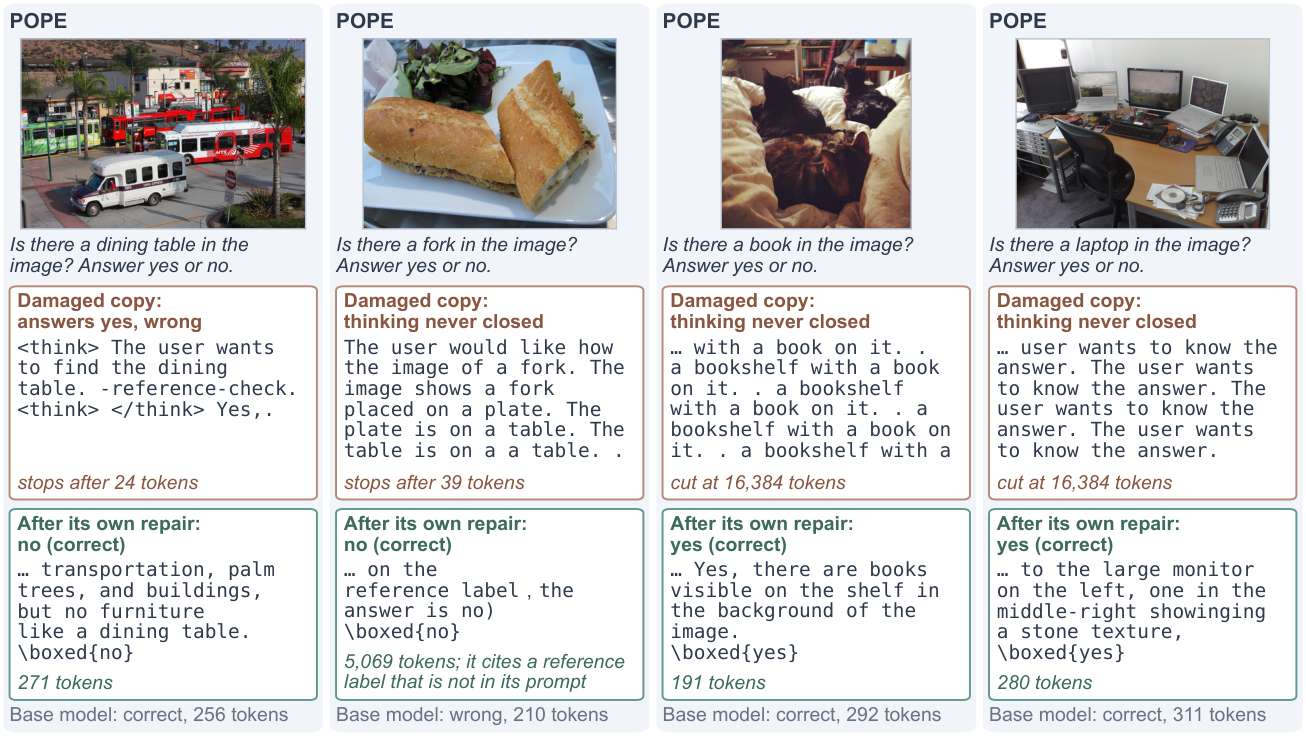 POPE
Is there a dining table in the
image? Answer yes or no.
Damaged copy:
answers yes, wrong
<think> The user wants
to find the dining
table. -reference-check.
<think> </think> Yes,.
stops after 24 tokens
After its own repair:
no (correct)
… transportation, palm
trees, and buildings,
but no furniture
like a dining table.
\boxed{no}
271 tokens
Base model: correct, 256 tokens
POPE
Is there a fork in the image?
Answer yes or no.
Damaged copy:
thinking never closed
The user would like how
the image of a fork. The
image shows a fork
placed on a plate. The
plate is on a table. The
table is on a a table. .
stops after 39 tokens
After its own repair:
no (correct)
… on the
reference label , the
answer is no)
\boxed{no}
5,069 tokens; it cites a reference
label that is not in its prompt
Base model: wrong, 210 tokens
POPE
Is there a book in the image?
Answer yes or no.
Damaged copy:
thinking never closed
… with a book on it. .
a bookshelf with a book
on it. . a bookshelf
with a book on it. . a
bookshelf with a book on
it. . a bookshelf with a
cut at 16,384 tokens
After its own repair:
yes (correct)
… Yes, there are books
visible on the shelf in
the background of the
image.
\boxed{yes}
191 tokens
Base model: correct, 292 tokens
POPE
Is there a laptop in the image?
Answer yes or no.
Damaged copy:
thinking never closed
… user wants to know the
answer. The user wants
to know the answer. The
user wants to know the
answer. The user wants
to know the answer.
cut at 16,384 tokens
After its own repair:
yes (correct)
… to the large monitor
on the left, one in the
middle-right showinging
a stone texture,
\boxed{yes}
280 tokens
Base model: correct, 311 tokens